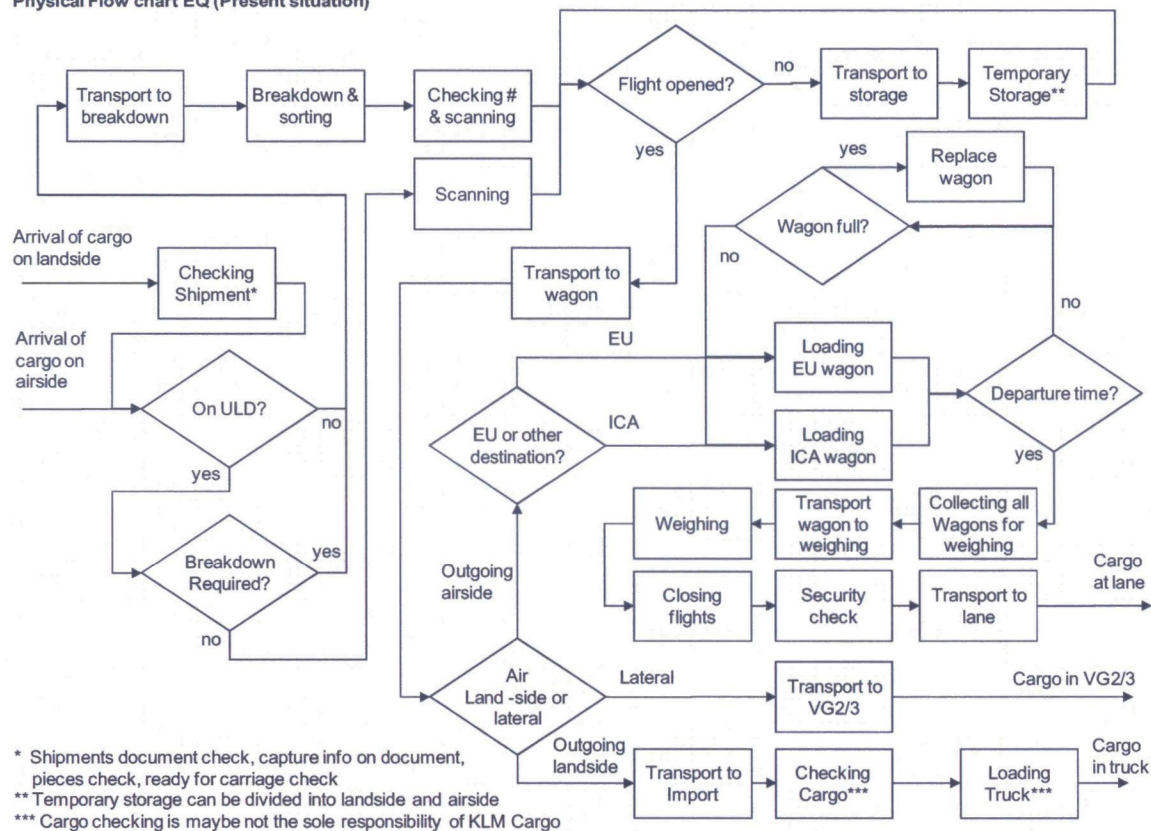 Physical Flow chart EQ (Present situation)
Transport to
breakdown
Breakdown &
sorting
Checking #
& scanning
Flight opened?
no
Transport to
storage
Temporary
Storage**
yes
Scanning
yes
Replace
wagon
Wagon full?
no
Arrival of cargo
on landside
Checking
Shipment*
Transport to
wagon
no
Arrival of
cargo on
airside
EU
Loading
EU wagon
Departure time?
On ULD?
no
EU or other
destination?
ICA
Loading
ICA wagon
yes
yes
Weighing
Transport
wagon to
weighing
Collecting all
Wagons for
weighing
Breakdown
Required?
yes
Outgoing
airside
Closing
flights
Security
check
Transport to
lane
Cargo
at lane
no
Air
Land -side or
lateral
Lateral
Transport to
VG2/3
Cargo in VG2/3
Outgoing
landside
Transport to
Import
Checking
Cargo***
Loading
Truck***
Cargo
in truck
* Shipments document check, capture info on document,
pieces check, ready for carriage check
** Temporary storage can be divided into landside and airside
*** Cargo checking is maybe not the sole responsibility of KLM Cargo